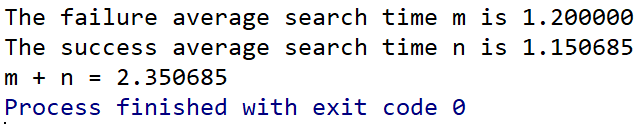 The failure average search time m is 1.200000
The success average search time n is 1.150685
m + n = 2.350685
Process finished with exit code 0